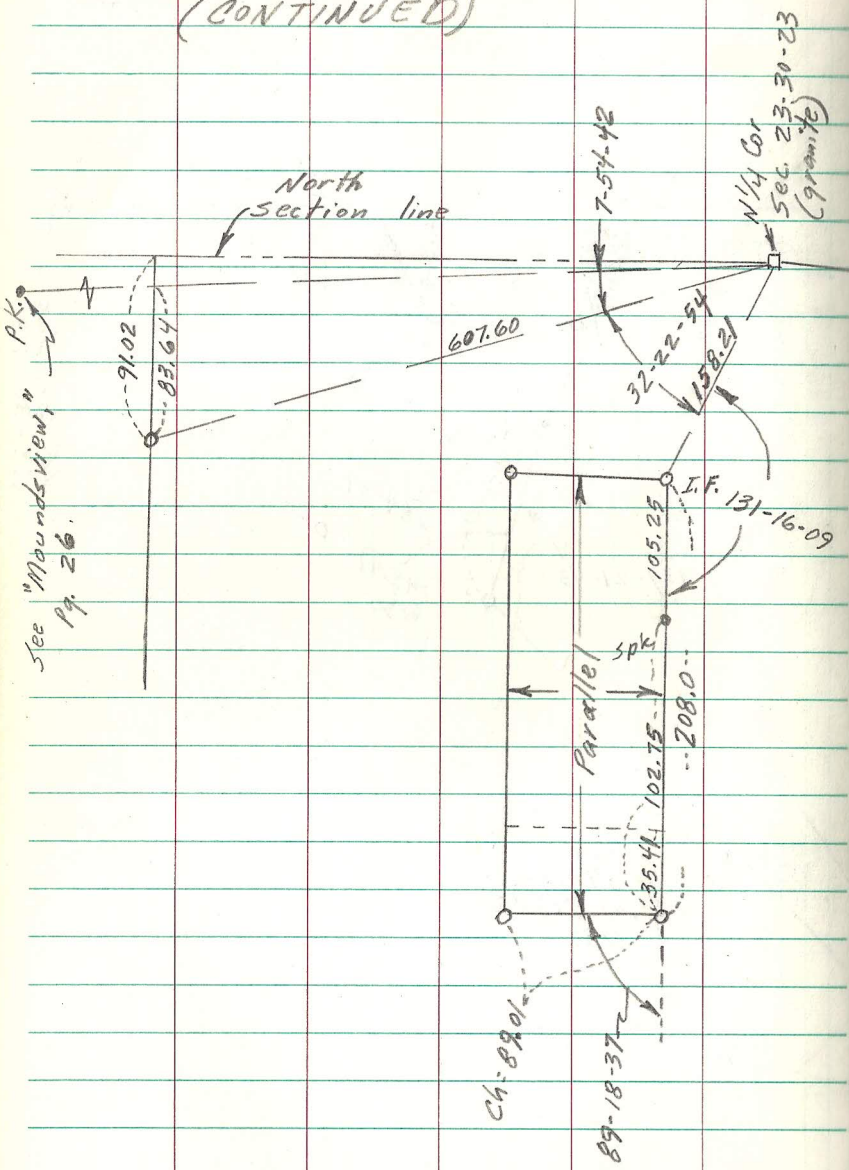 (CONTINUED)
N 1/4 Cor
Sec. 23-30-23
(granite)
7-54-42
North
section line
P.K.
See "Moundsview,"
Pg. 26.
91.02
83.64
607.60
32-22-54
158.21
I.F.
131-16-09
105.25
Spk
Parallel
102.75
208.0
35.41
Ch = 89.01
89-18-37